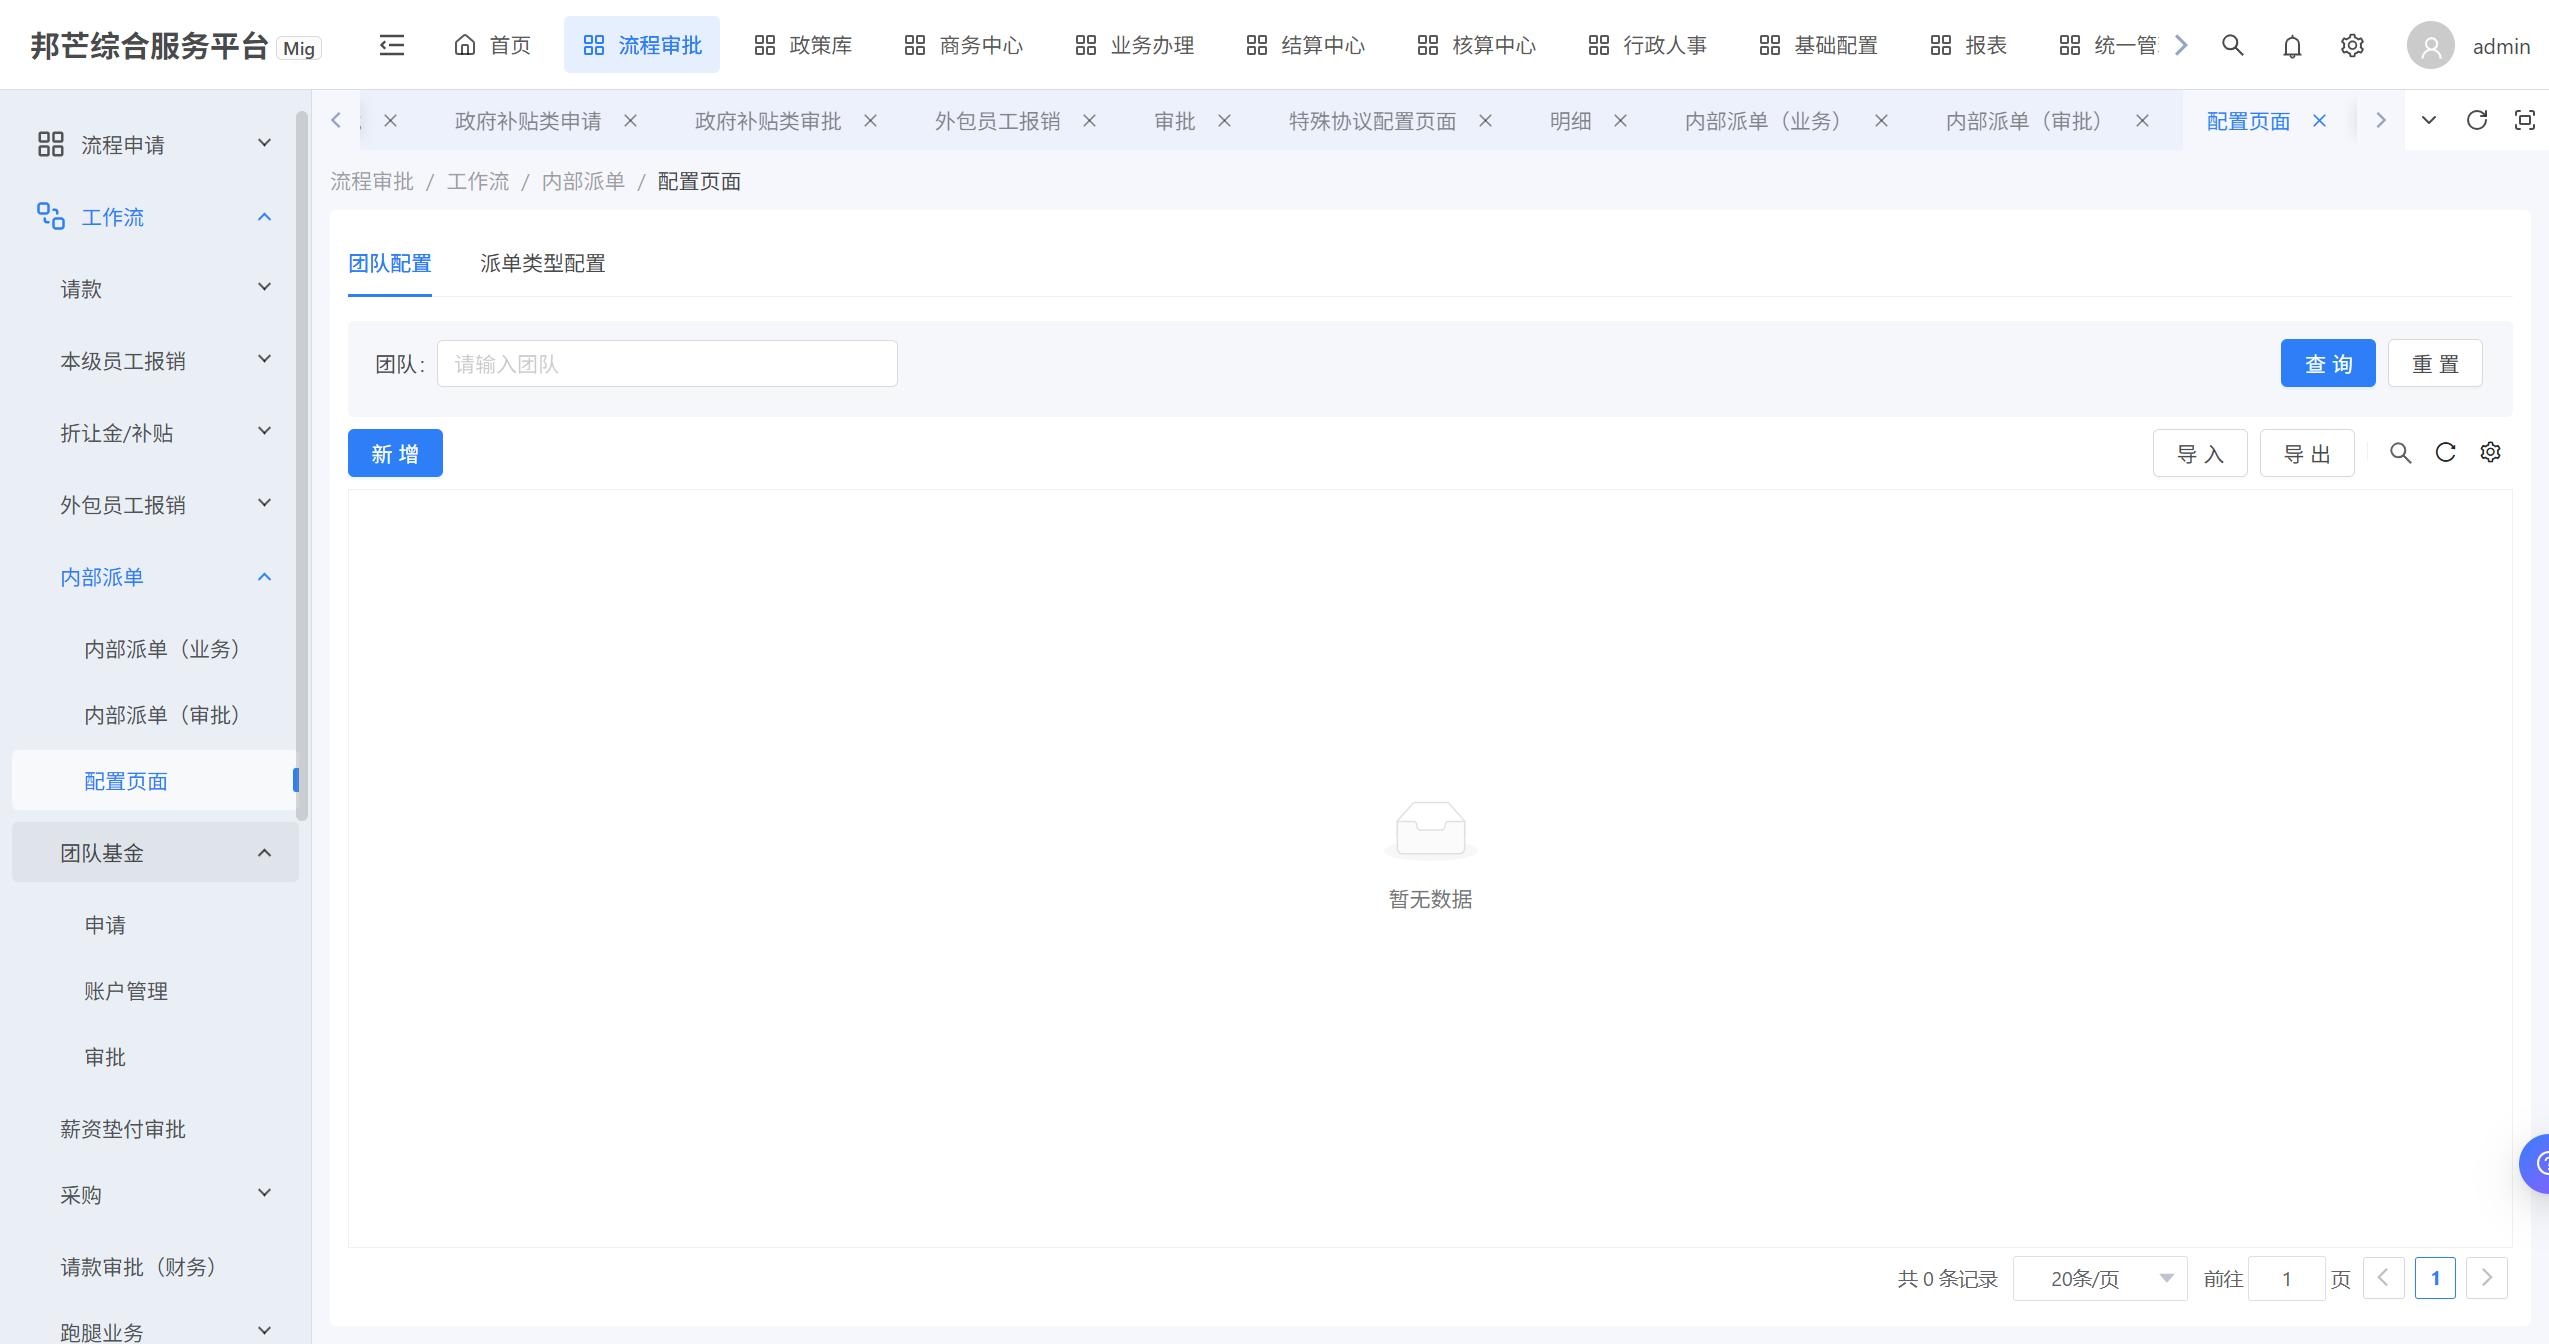 邦芒综合服务平台 Mig
首页 流程审批 政策库 商务中心 业务办理 结算中心 核算中心 行政人事 基础配置 报表 统一管 admin
政府补贴类申请 政府补贴类审批 外包员工报销 审批 特殊协议配置页面 明细 内部派单（业务） 内部派单（审批） 配置页面
流程审批 / 工作流 / 内部派单 / 配置页面
流程申请
工作流
请款
本级员工报销
折让金/补贴
外包员工报销
内部派单
内部派单（业务）
内部派单（审批）
配置页面
团队基金
申请
账户管理
审批
薪资垫付审批
采购
请款审批（财务）
跑腿业务
团队配置 派单类型配置
团队: 请输入团队 查 询 重 置
新 增 导 入 导 出
暂无数据
共 0 条记录 20条/页 前往 1 页 1